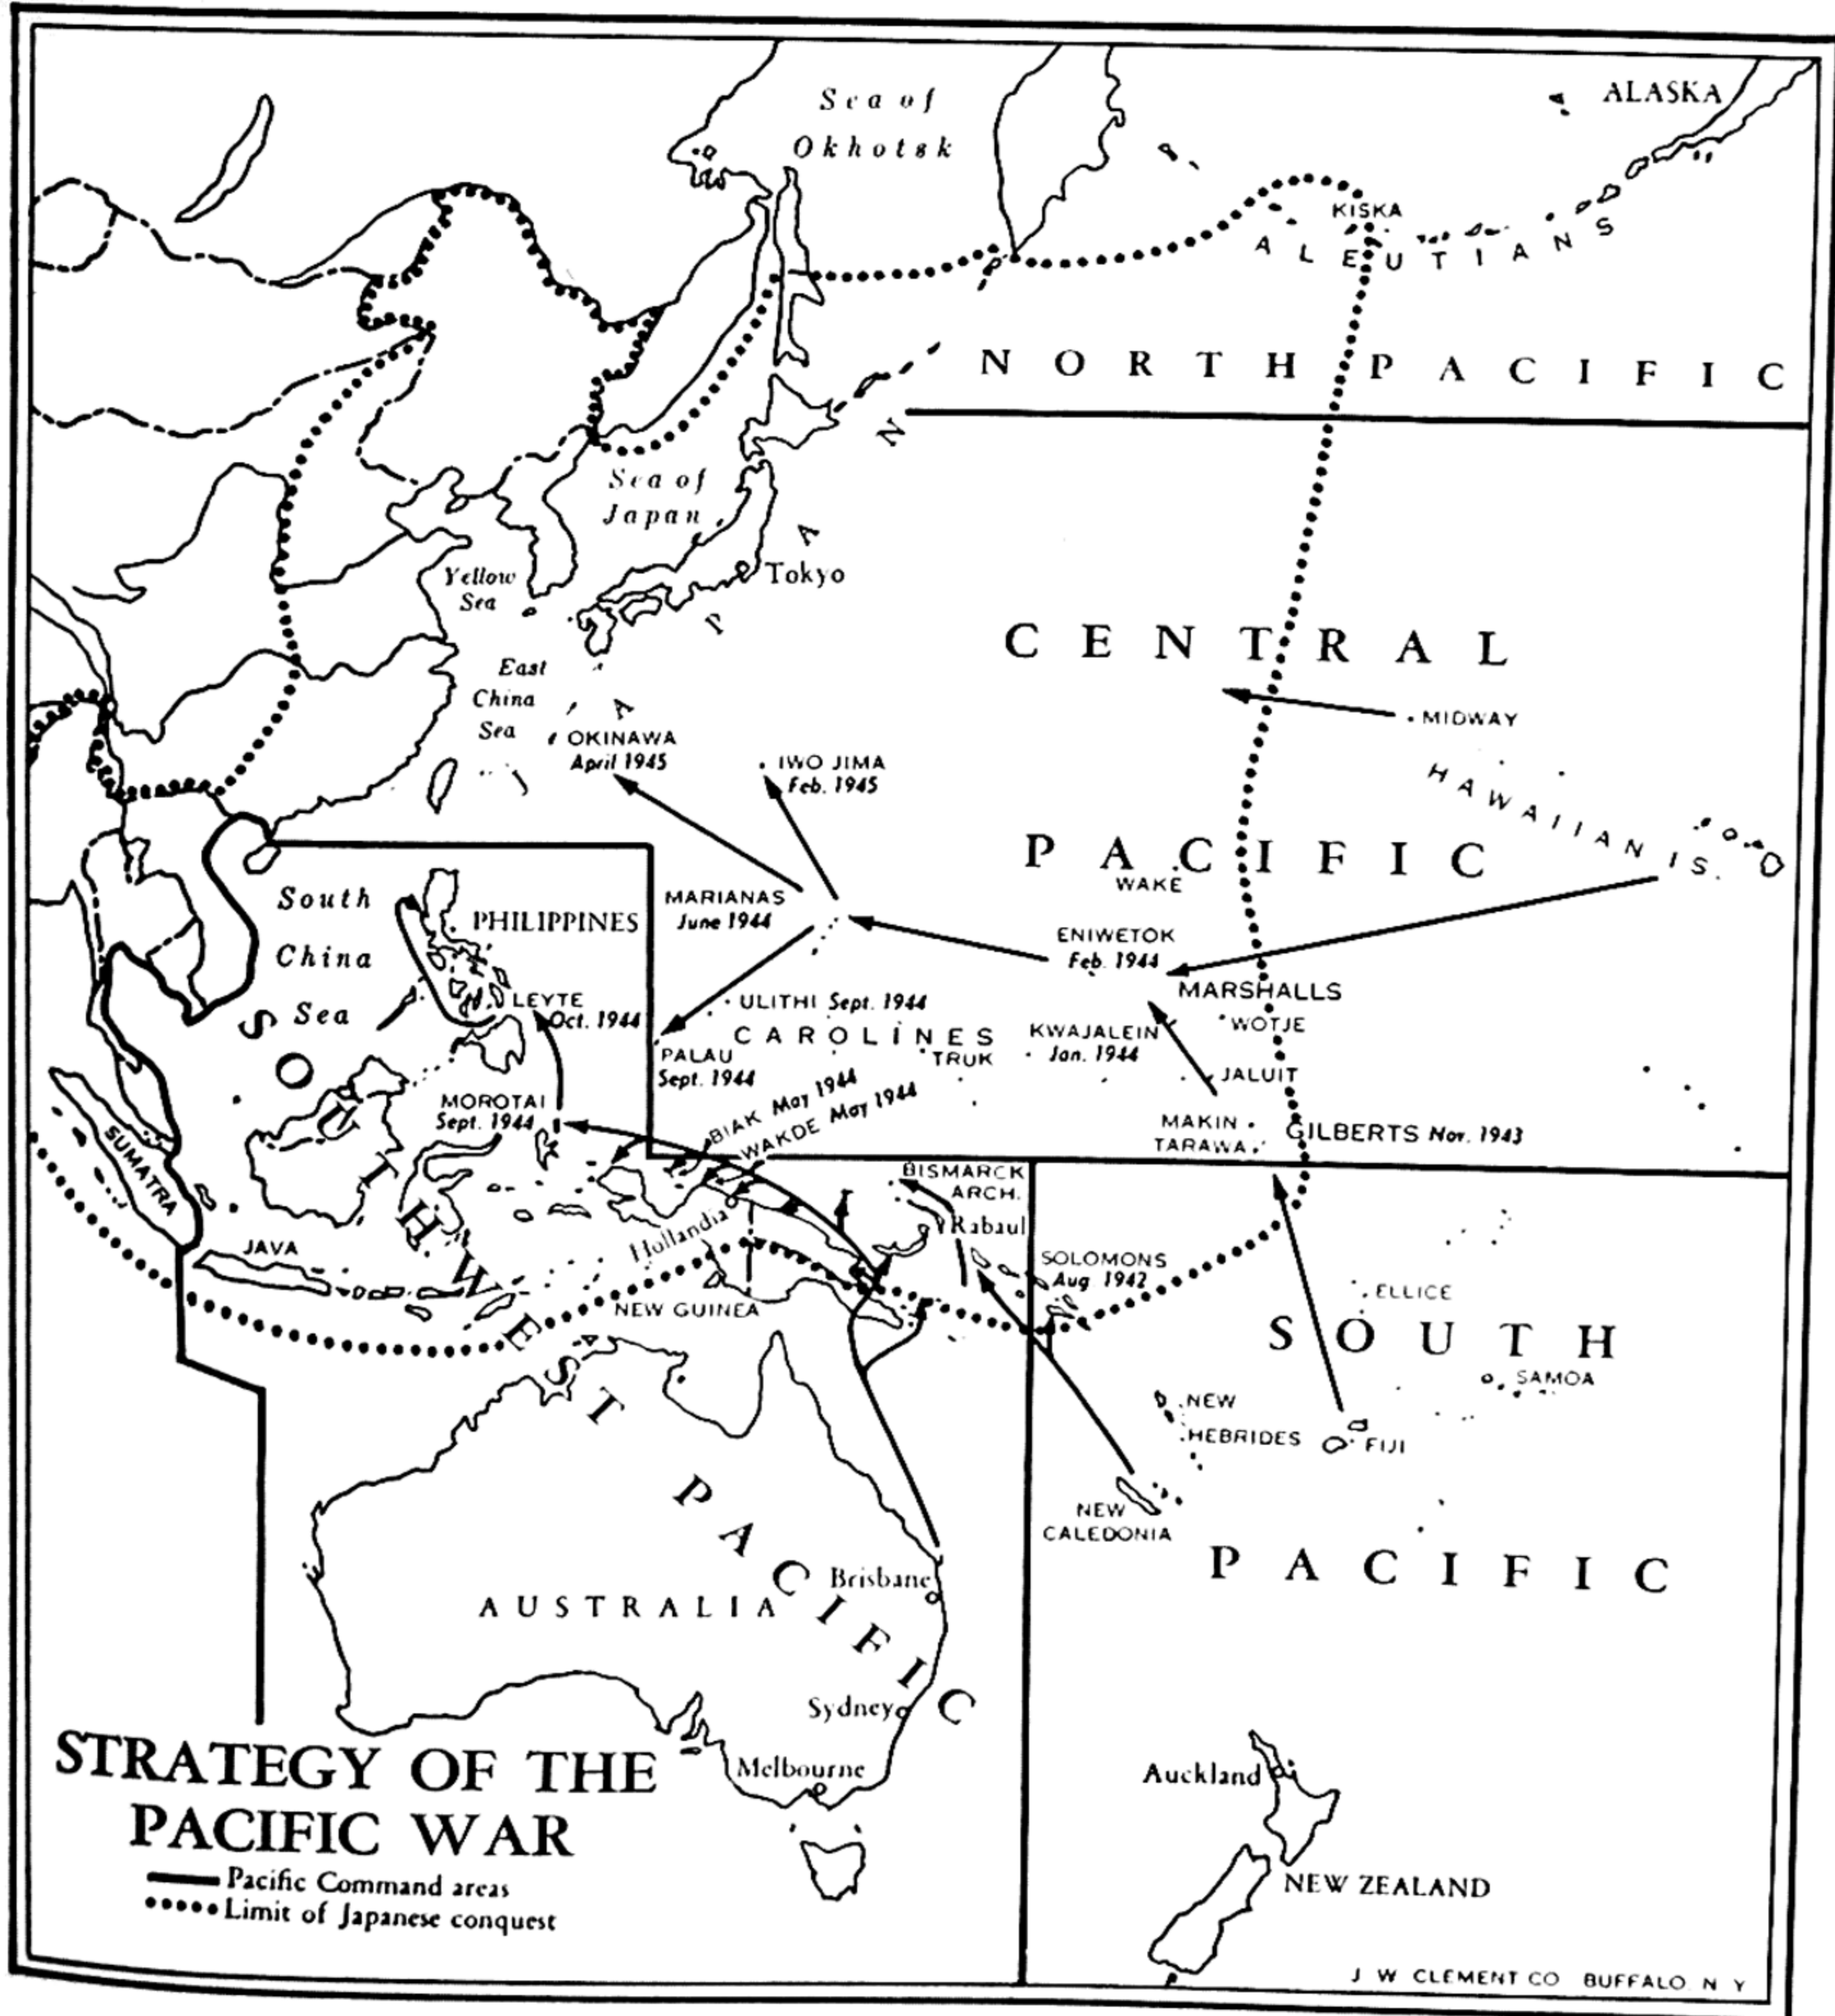 Sea of
Okhotsk
ALASKA
KISKA
ALEUTIANS
NORTH PACIFIC
Sea of
Japan
JAPAN
Tokyo
Yellow
Sea
CENTRAL
East
China
Sea
MIDWAY
OKINAWA
April 1945
IWO JIMA
Feb. 1945
HAWAIIAN IS.
PACIFIC
WAKE
South
China
Sea
PHILIPPINES
MARIANAS
June 1944
ENIWETOK
Feb. 1944
MARSHALLS
LEYTE
Oct. 1944
ULITHI Sept. 1944
CAROLINES
TRUK
KWAJALEIN
Jan. 1944
WOTJE
PALAU
Sept. 1944
JALUIT
MOROTAI
Sept. 1944
BIAK May 1944
WAKDE May 1944
MAKIN
TARAWA
GILBERTS Nov. 1943
SUMATRA
BISMARCK
ARCH.
Rabaul
Hollandia
JAVA
SOLOMONS
Aug. 1942
NEW GUINEA
ELLICE
SOUTH
SAMOA
NEW
HEBRIDES
FIJI
NEW
CALEDONIA
PACIFIC
SOUTHWEST
PACIFIC
AUSTRALIA
Brisbane
Sydney
Melbourne
Auckland
NEW ZEALAND
STRATEGY OF THE
PACIFIC WAR
Pacific Command areas
Limit of Japanese conquest
J W CLEMENT CO BUFFALO N Y